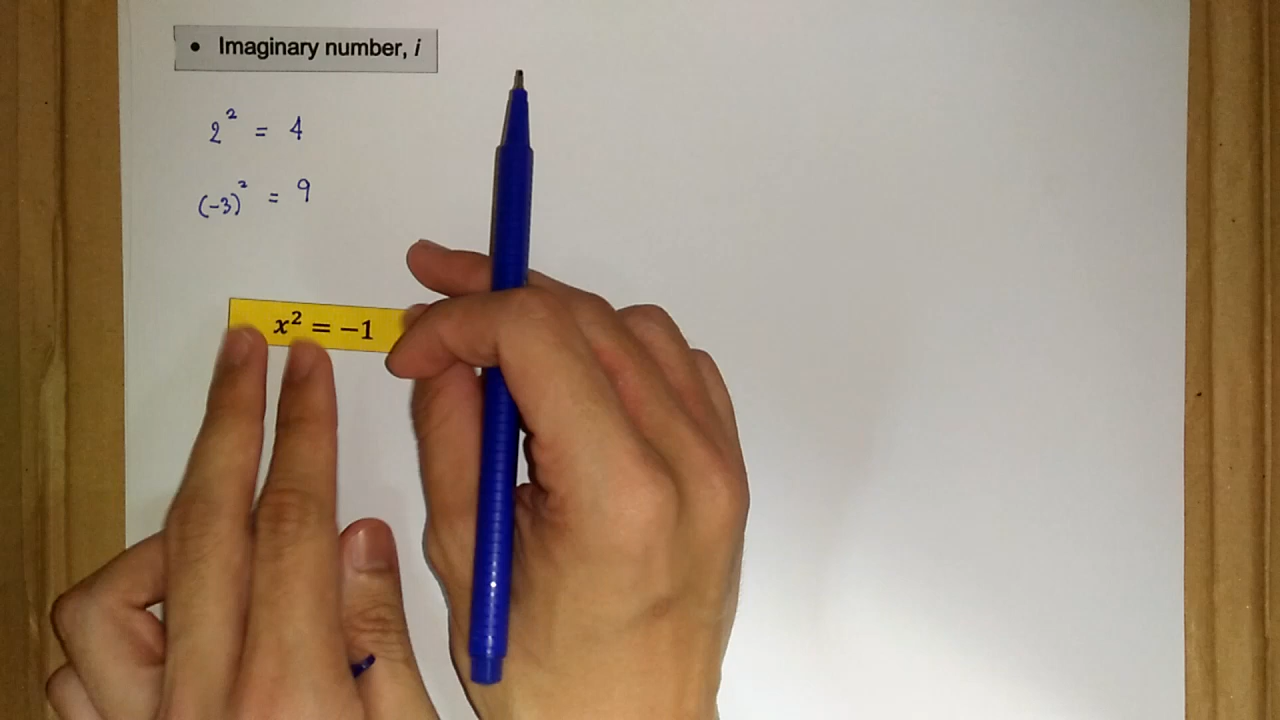 • Imaginary number, i
2² = 4
(-3)² = 9
x² = −1